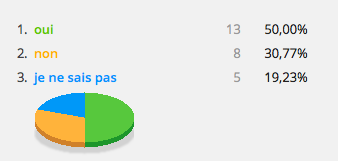 1. oui 13 50,00%
2. non 8 30,77%
3. je ne sais pas 5 19,23%